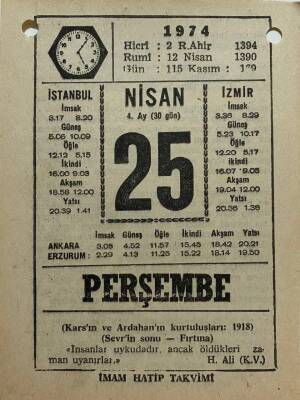 1974
Hicrî : 2 R.Ahir 1394
Rumî : 12 Nisan 1390
Gün : 115 Kasım : 169
İSTANBUL
İmsak
3.17 8.20
Güneş
5.06 10.09
Öğle
12.12 5.15
İkindi
16.00 9.03
Akşam
18.58 12.00
Yatsı
20.39 1.41
NİSAN
4. Ay (30 gün)
25
İZMİR
İmsak
3.36 8.29
Güneş
5.23 10.17
Öğle
12.20 5.17
İkindi
16.07 9.03
Akşam
19.04 12.00
Yatsı
20.36 1.38
İmsak Güneş Öğle İkindi Akşam Yatsı
ANKARA 3.08 4.52 11.57 15.45 18.42 20.21
ERZURUM : 2.29 4.13 11.25 15.22 18.14 19.50
PERŞEMBE
(Kars'ın ve Ardahan'ın kurtuluşları: 1918)
(Sevr'in sonu — Fırtına)
«İnsanlar uykudadır, ancak öldükleri za-
man uyanırlar.» H. Ali (K.V.)
İMAM HATİP TAKVİMİ